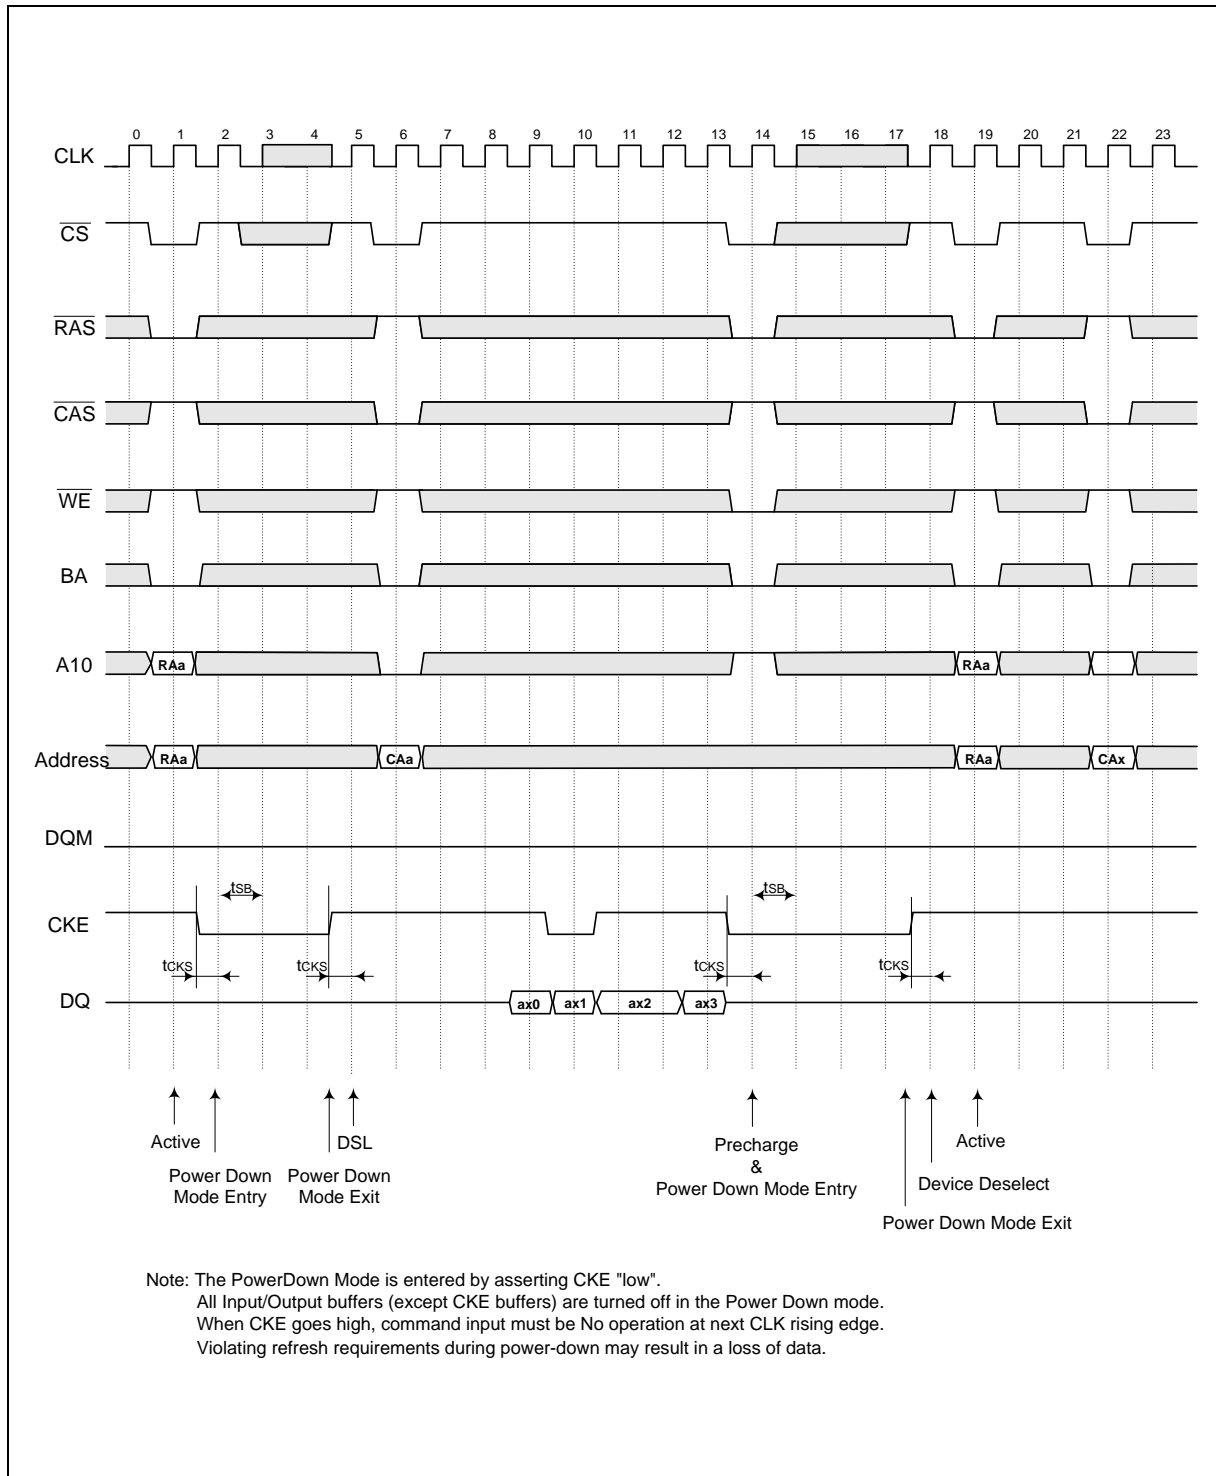 0 1 2 3 4 5 6 7 8 9 10 11 12 13 14 15 16 17 18 19 20 21 22 23
CLK
CS
RAS
CAS
WE
BA
A10 RAa RAa
Address RAa CAa RAa CAx
DQM
tSB tSB
CKE
tCKS tCKS tCKS tCKS
DQ ax0 ax1 ax2 ax3
Active DSL Precharge Active
&
Power Down Power Down Power Down Mode Entry Device Deselect
Mode Entry Mode Exit
Power Down Mode Exit
Note: The PowerDown Mode is entered by asserting CKE "low".
All Input/Output buffers (except CKE buffers) are turned off in the Power Down mode.
When CKE goes high, command input must be No operation at next CLK rising edge.
Violating refresh requirements during power-down may result in a loss of data.